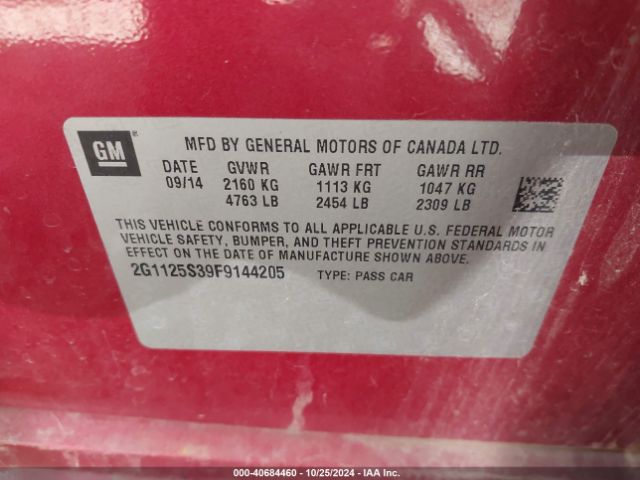 GM
MFD BY GENERAL MOTORS OF CANADA LTD.
DATE GVWR GAWR FRT GAWR RR
09/14 2160 KG 1113 KG 1047 KG
4763 LB 2454 LB 2309 LB
THIS VEHICLE CONFORMS TO ALL APPLICABLE U.S. FEDERAL MOTOR
VEHICLE SAFETY, BUMPER, AND THEFT PREVENTION STANDARDS IN
EFFECT ON THE DATE OF MANUFACTURE SHOWN ABOVE.
2G1125S39F9144205 TYPE: PASS CAR
000-40684460 - 10/25/2024 - IAA Inc.